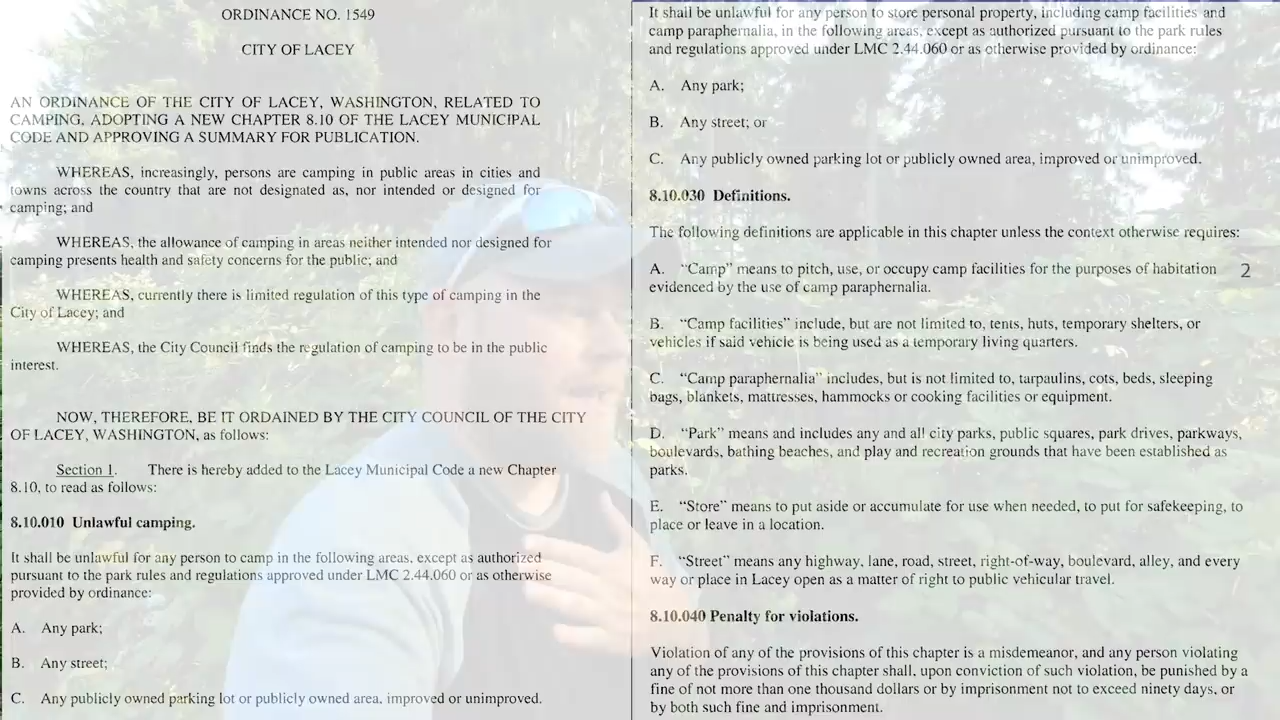 ORDINANCE NO. 1549
CITY OF LACEY
AN ORDINANCE OF THE CITY OF LACEY, WASHINGTON, RELATED TO
CAMPING, ADOPTING A NEW CHAPTER 8.10 OF THE LACEY MUNICIPAL
CODE AND APPROVING A SUMMARY FOR PUBLICATION.
WHEREAS, increasingly, persons are camping in public areas in cities and
towns across the country that are not designated as, nor intended or designed for
camping; and
WHEREAS, the allowance of camping in areas neither intended nor designed for
camping presents health and safety concerns for the public; and
WHEREAS, currently there is limited regulation of this type of camping in the
City of Lacey; and
WHEREAS, the City Council finds the regulation of camping to be in the public
interest.
NOW, THEREFORE, BE IT ORDAINED BY THE CITY COUNCIL OF THE CITY
OF LACEY, WASHINGTON, as follows:
Section 1. There is hereby added to the Lacey Municipal Code a new Chapter
8.10, to read as follows:
8.10.010 Unlawful camping.
It shall be unlawful for any person to camp in the following areas, except as authorized
pursuant to the park rules and regulations approved under LMC 2.44.060 or as otherwise
provided by ordinance:
A. Any park;
B. Any street;
C. Any publicly owned parking lot or publicly owned area, improved or unimproved.
It shall be unlawful for any person to store personal property, including camp facilities and
camp paraphernalia, in the following areas, except as authorized pursuant to the park rules
and regulations approved under LMC 2.44.060 or as otherwise provided by ordinance:
A. Any park;
B. Any street; or
C. Any publicly owned parking lot or publicly owned area, improved or unimproved.
8.10.030 Definitions.
The following definitions are applicable in this chapter unless the context otherwise requires:
A. “Camp” means to pitch, use, or occupy camp facilities for the purposes of habitation 2
evidenced by the use of camp paraphernalia.
B. “Camp facilities” include, but are not limited to, tents, huts, temporary shelters, or
vehicles if said vehicle is being used as a temporary living quarters.
C. “Camp paraphernalia” includes, but is not limited to, tarpaulins, cots, beds, sleeping
bags, blankets, mattresses, hammocks or cooking facilities or equipment.
D. “Park” means and includes any and all city parks, public squares, park drives, parkways,
boulevards, bathing beaches, and play and recreation grounds that have been established as
parks.
E. “Store” means to put aside or accumulate for use when needed, to put for safekeeping, to
place or leave in a location.
F. “Street” means any highway, lane, road, street, right-of-way, boulevard, alley, and every
way or place in Lacey open as a matter of right to public vehicular travel.
8.10.040 Penalty for violations.
Violation of any of the provisions of this chapter is a misdemeanor, and any person violating
any of the provisions of this chapter shall, upon conviction of such violation, be punished by a
fine of not more than one thousand dollars or by imprisonment not to exceed ninety days, or
by both such fine and imprisonment.